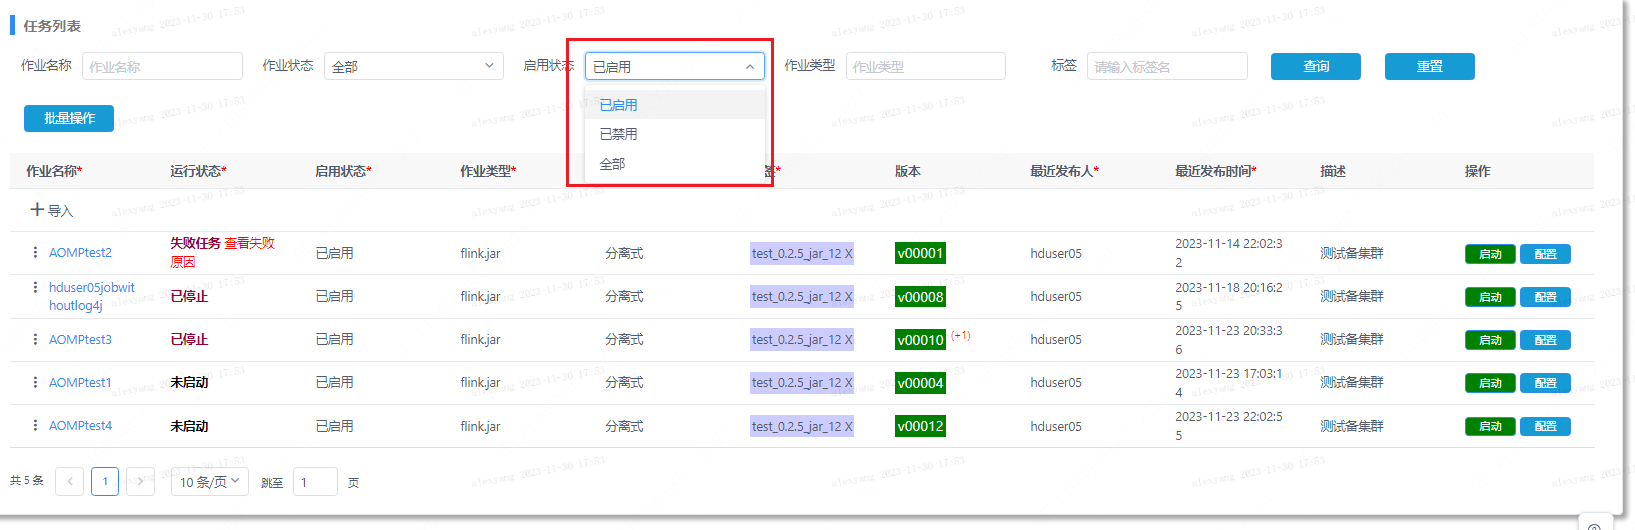 任务列表
作业名称 作业名称 作业状态 全部 启用状态 已启用 作业类型 作业类型 标签 请输入标签名 查询 重置
已启用
已禁用
全部
批量操作
作业名称* 运行状态* 启用状态* 作业类型* 签* 版本 最近发布人* 最近发布时间* 描述 操作
导入
AOMPtest2 失败任务 查看失败原因 已启用 flink.jar 分离式 test_0.2.5_jar_12 X v00001 hduser05 2023-11-14 22:02:32 测试备集群 启动 配置
hduser05jobwithoutlog4j 已停止 已启用 flink.jar 分离式 test_0.2.5_jar_12 X v00008 hduser05 2023-11-18 20:16:25 测试备集群 启动 配置
AOMPtest3 已停止 已启用 flink.jar 分离式 test_0.2.5_jar_12 X v00010 (+1) hduser05 2023-11-23 20:33:36 测试备集群 启动 配置
AOMPtest1 未启动 已启用 flink.jar 分离式 test_0.2.5_jar_12 X v00004 hduser05 2023-11-23 17:03:14 测试备集群 启动 配置
AOMPtest4 未启动 已启用 flink.jar 分离式 test_0.2.5_jar_12 X v00012 hduser05 2023-11-23 22:02:55 测试备集群 启动 配置
共 5 条 1 10 条/页 跳至 1 页
alexyang 2023-11-30 17:53